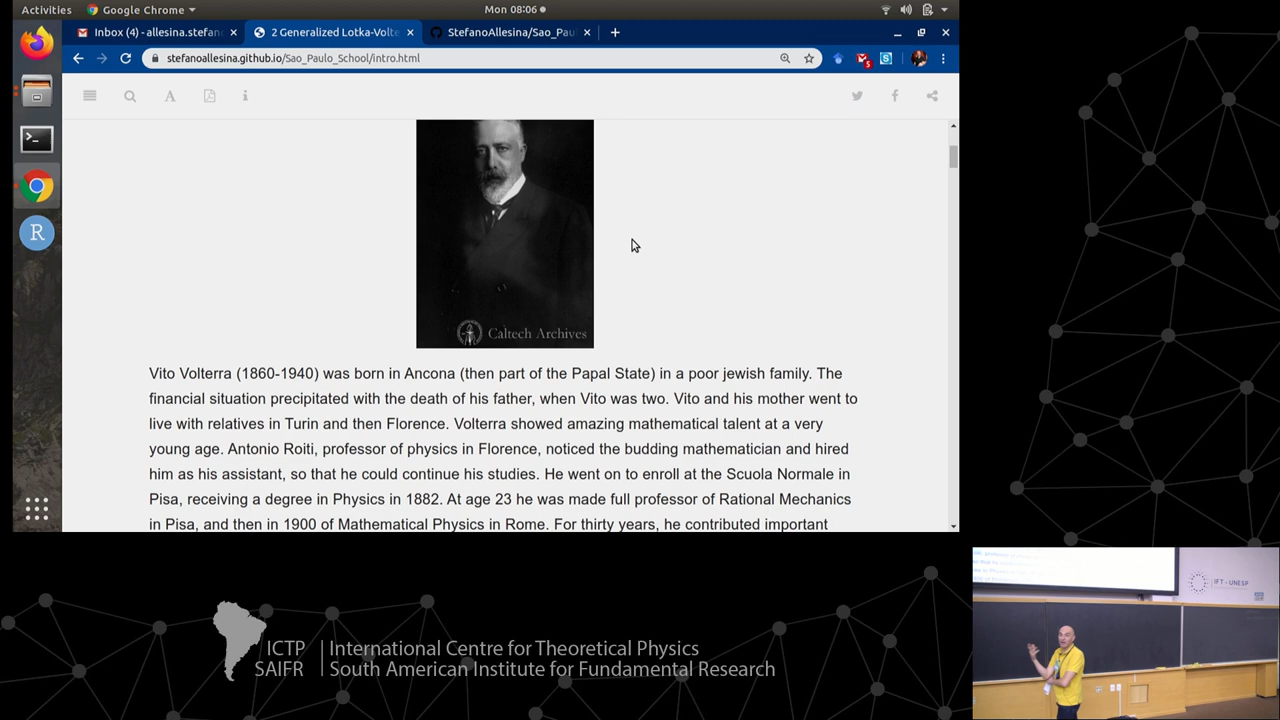 Activities
Google Chrome
Mon 08:06
Inbox (4) - allesina.stefan
2 Generalized Lotka-Volte
StefanoAllesina/Sao_Pau
stefanoallesina.github.io/Sao_Paulo_School/intro.html
5
S
A
i
f
R
Caltech Archives
Vito Volterra (1860-1940) was born in Ancona (then part of the Papal State) in a poor jewish family. The
financial situation precipitated with the death of his father, when Vito was two. Vito and his mother went to
live with relatives in Turin and then Florence. Volterra showed amazing mathematical talent at a very
young age. Antonio Roiti, professor of physics in Florence, noticed the budding mathematician and hired
him as his assistant, so that he could continue his studies. He went on to enroll at the Scuola Normale in
Pisa, receiving a degree in Physics in 1882. At age 23 he was made full professor of Rational Mechanics
in Pisa, and then in 1900 of Mathematical Physics in Rome. For thirty years, he contributed important
IFT - UNESP
ICTP International Centre for Theoretical Physics
SAIFR South American Institute for Fundamental Research